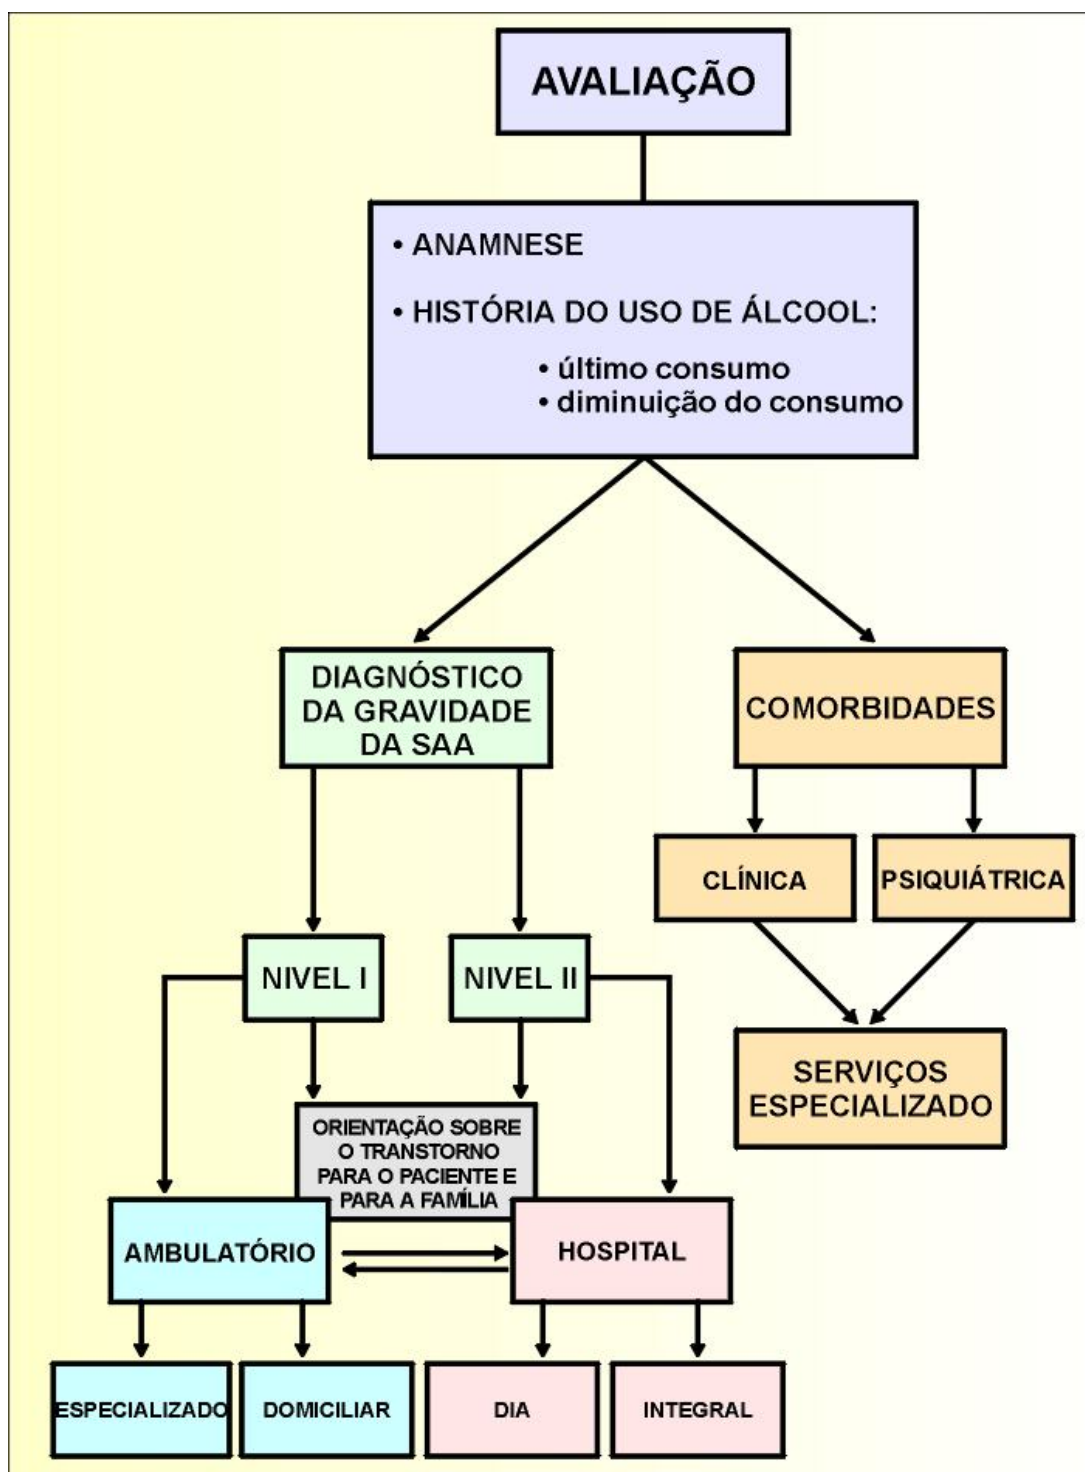 AVALIAÇÃO
• ANAMNESE
• HISTÓRIA DO USO DE ÁLCOOL:
• último consumo
• diminuição do consumo
DIAGNÓSTICO
DA GRAVIDADE
DA SAA
COMORBIDADES
CLÍNICA
PSIQUIÁTRICA
NIVEL I
NIVEL II
SERVIÇOS
ESPECIALIZADO
ORIENTAÇÃO SOBRE
O TRANSTORNO
PARA O PACIENTE E
PARA A FAMÍLIA
AMBULATÓRIO
HOSPITAL
ESPECIALIZADO
DOMICILIAR
DIA
INTEGRAL